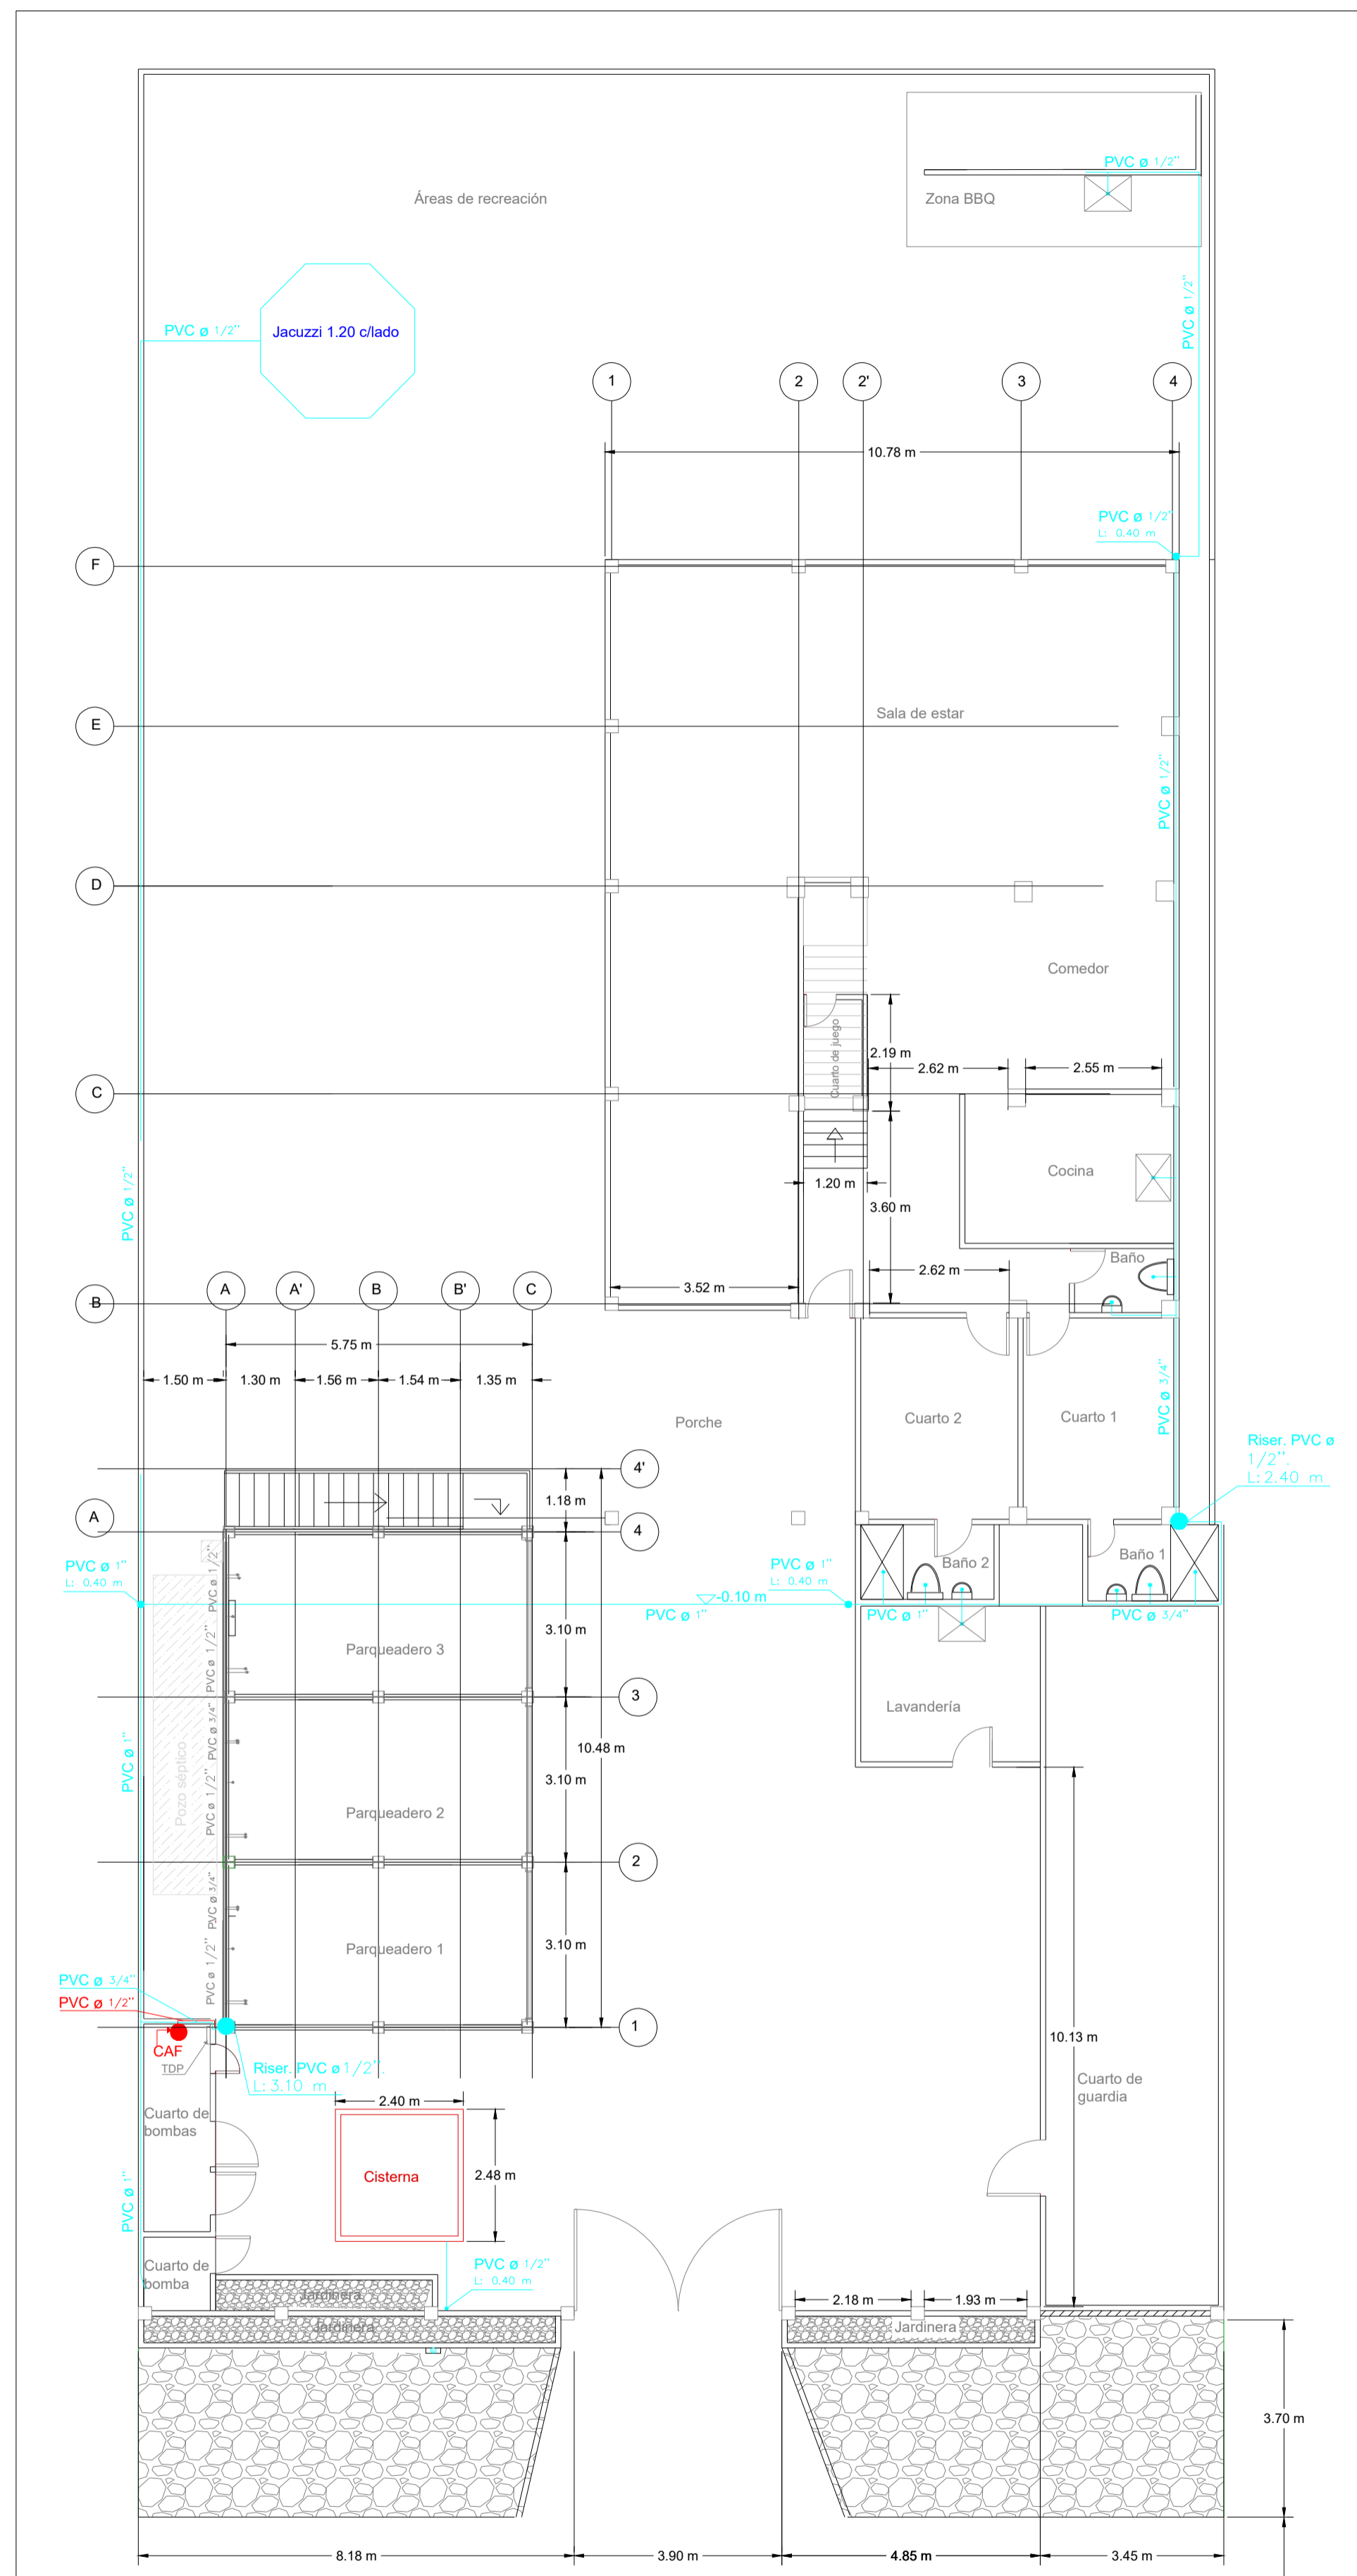 PVC ø 1/2"
Áreas de recreación
Zona BBQ
PVC ø 1/2"
PVC ø 1/2"
Jacuzzi 1.20 c/lado
1
2
2'
3
4
10.78 m
PVC ø 1/2"
L: 0.40 m
F
Sala de estar
E
PVC ø 1/2"
D
Comedor
Cuarto de juego
2.19 m
2.62 m
2.55 m
C
Cocina
PVC ø 1/2"
1.20 m
3.60 m
Baño
2.62 m
A
A'
B
B'
C
3.52 m
B
5.75 m
1.50 m
1.30 m
1.56 m
1.54 m
1.35 m
PVC ø 3/4"
Porche
Cuarto 2
Cuarto 1
Riser. PVC ø
1/2".
L: 2.40 m
4'
1.18 m
A
4
PVC ø 1/2"
Baño 2
Baño 1
PVC ø 1"
L: 0.40 m
PVC ø 1"
L: 0.40 m
-0.10 m
PVC ø 1"
PVC ø 1"
PVC ø 3/4"
3.10 m
Parqueadero 3
PVC ø 1/2"
3
Lavandería
PVC ø 3/4"
PVC ø 1"
10.48 m
Pozo séptico
3.10 m
PVC ø 1/2"
Parqueadero 2
2
PVC ø 3/4"
3.10 m
Parqueadero 1
PVC ø 1/2"
PVC ø 3/4"
PVC ø 1/2"
1
10.13 m
CAF
TDP
Riser. PVC ø 1/2".
L: 3.10 m
Cuarto de
guardia
2.40 m
Cuarto de
bombas
Cisterna
2.48 m
PVC ø 1"
PVC ø 1/2"
L: 0.40 m
Cuarto de
bomba
Jardinera
2.18 m
1.93 m
Jardinera
Jardinera
3.70 m
8.18 m
3.90 m
4.85 m
3.45 m